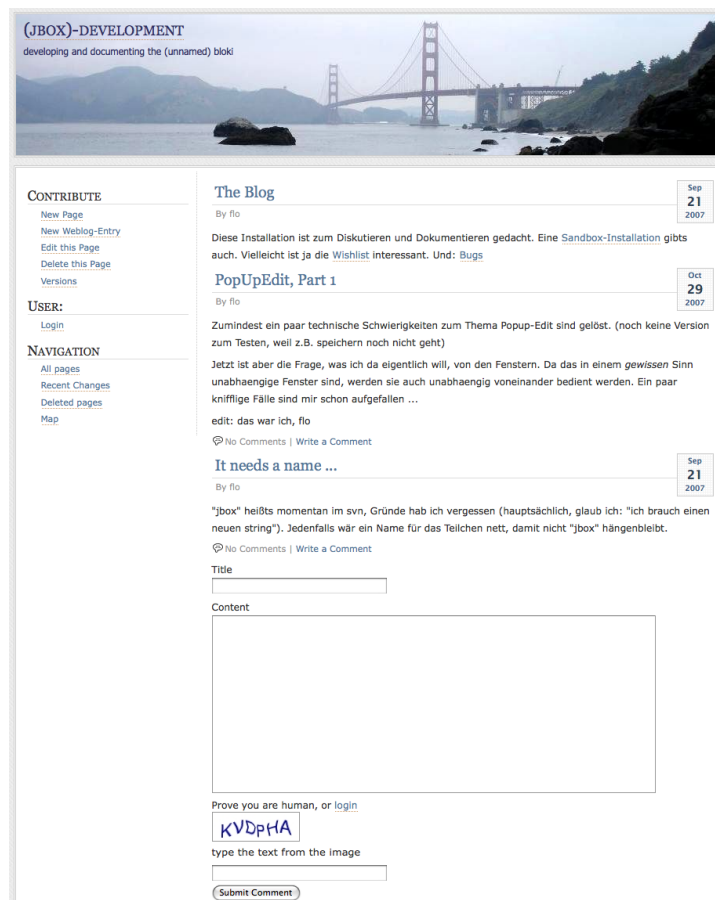 (JBOX)-DEVELOPMENT
developing and documenting the (unnamed) bloki
CONTRIBUTE
New Page
New Weblog-Entry
Edit this Page
Delete this Page
Versions
USER:
Login
NAVIGATION
All pages
Recent Changes
Deleted pages
Map
The Blog
Sep
21
2007
By flo
Diese Installation ist zum Diskutieren und Dokumentieren gedacht. Eine Sandbox-Installation gibts
auch. Vielleicht ist ja die Wishlist interessant. Und: Bugs
PopUpEdit, Part 1
Oct
29
2007
By flo
Zumindest ein paar technische Schwierigkeiten zum Thema Popup-Edit sind gelöst. (noch keine Version
zum Testen, weil z.B. speichern noch nicht geht)
Jetzt ist aber die Frage, was ich da eigentlich will, von den Fenstern. Da das in einem gewissen Sinn
unabhaengige Fenster sind, werden sie auch unabhaengig voneinander bedient werden. Ein paar
knifflige Fälle sind mir schon aufgefallen ...
edit: das war ich, flo
No Comments | Write a Comment
It needs a name ...
Sep
21
2007
By flo
"jbox" heißts momentan im svn, Gründe hab ich vergessen (hauptsächlich, glaub ich: "ich brauch einen
neuen string"). Jedenfalls wär ein Name für das Teilchen nett, damit nicht "jbox" hängenbleibt.
No Comments | Write a Comment
Title
Content
Prove you are human, or login
KVDpHA
type the text from the image
Submit Comment